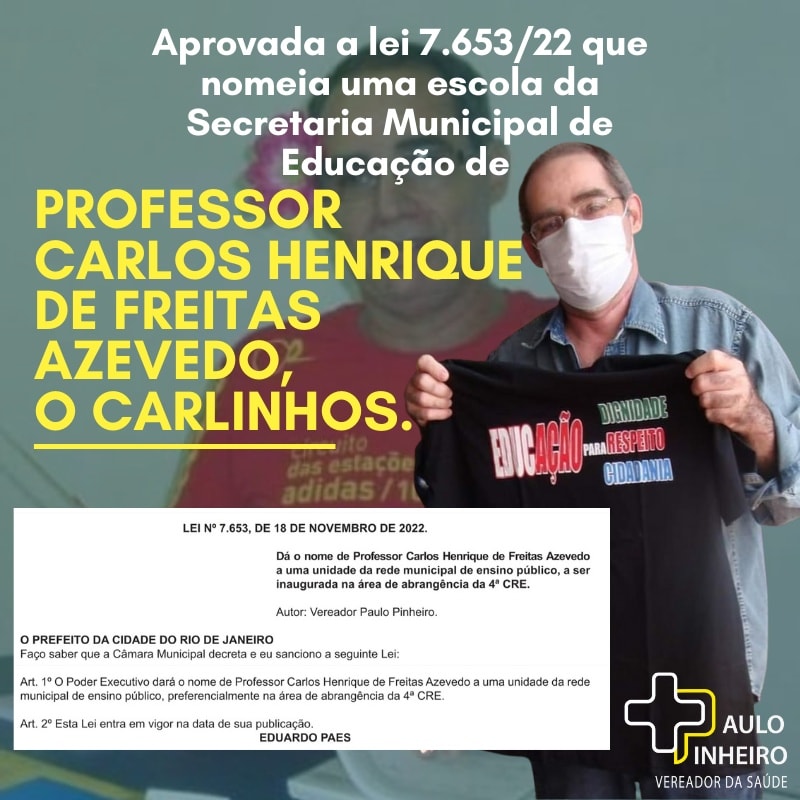 Aprovada a lei 7.653/22 que
nomeia uma escola da
Secretaria Municipal de
Educação de
PROFESSOR
CARLOS HENRIQUE
DE FREITAS
AZEVEDO,
O CARLINHOS.
EDUCAÇÃO PARA DIGNIDADE
RESPEITO
CIDADANIA
circuito
das estações
adidas / 10
LEI Nº 7.653, DE 18 DE NOVEMBRO DE 2022.
Dá o nome de Professor Carlos Henrique de Freitas Azevedo
a uma unidade da rede municipal de ensino público, a ser
inaugurada na área de abrangência da 4ª CRE.
Autor: Vereador Paulo Pinheiro.
O PREFEITO DA CIDADE DO RIO DE JANEIRO
Faço saber que a Câmara Municipal decreta e eu sanciono a seguinte Lei:
Art. 1º O Poder Executivo dará o nome de Professor Carlos Henrique de Freitas Azevedo a uma unidade da rede
municipal de ensino público, preferencialmente na área de abrangência da 4ª CRE.
Art. 2º Esta Lei entra em vigor na data de sua publicação.
EDUARDO PAES
PAULO
PINHEIRO
VEREADOR DA SAÚDE